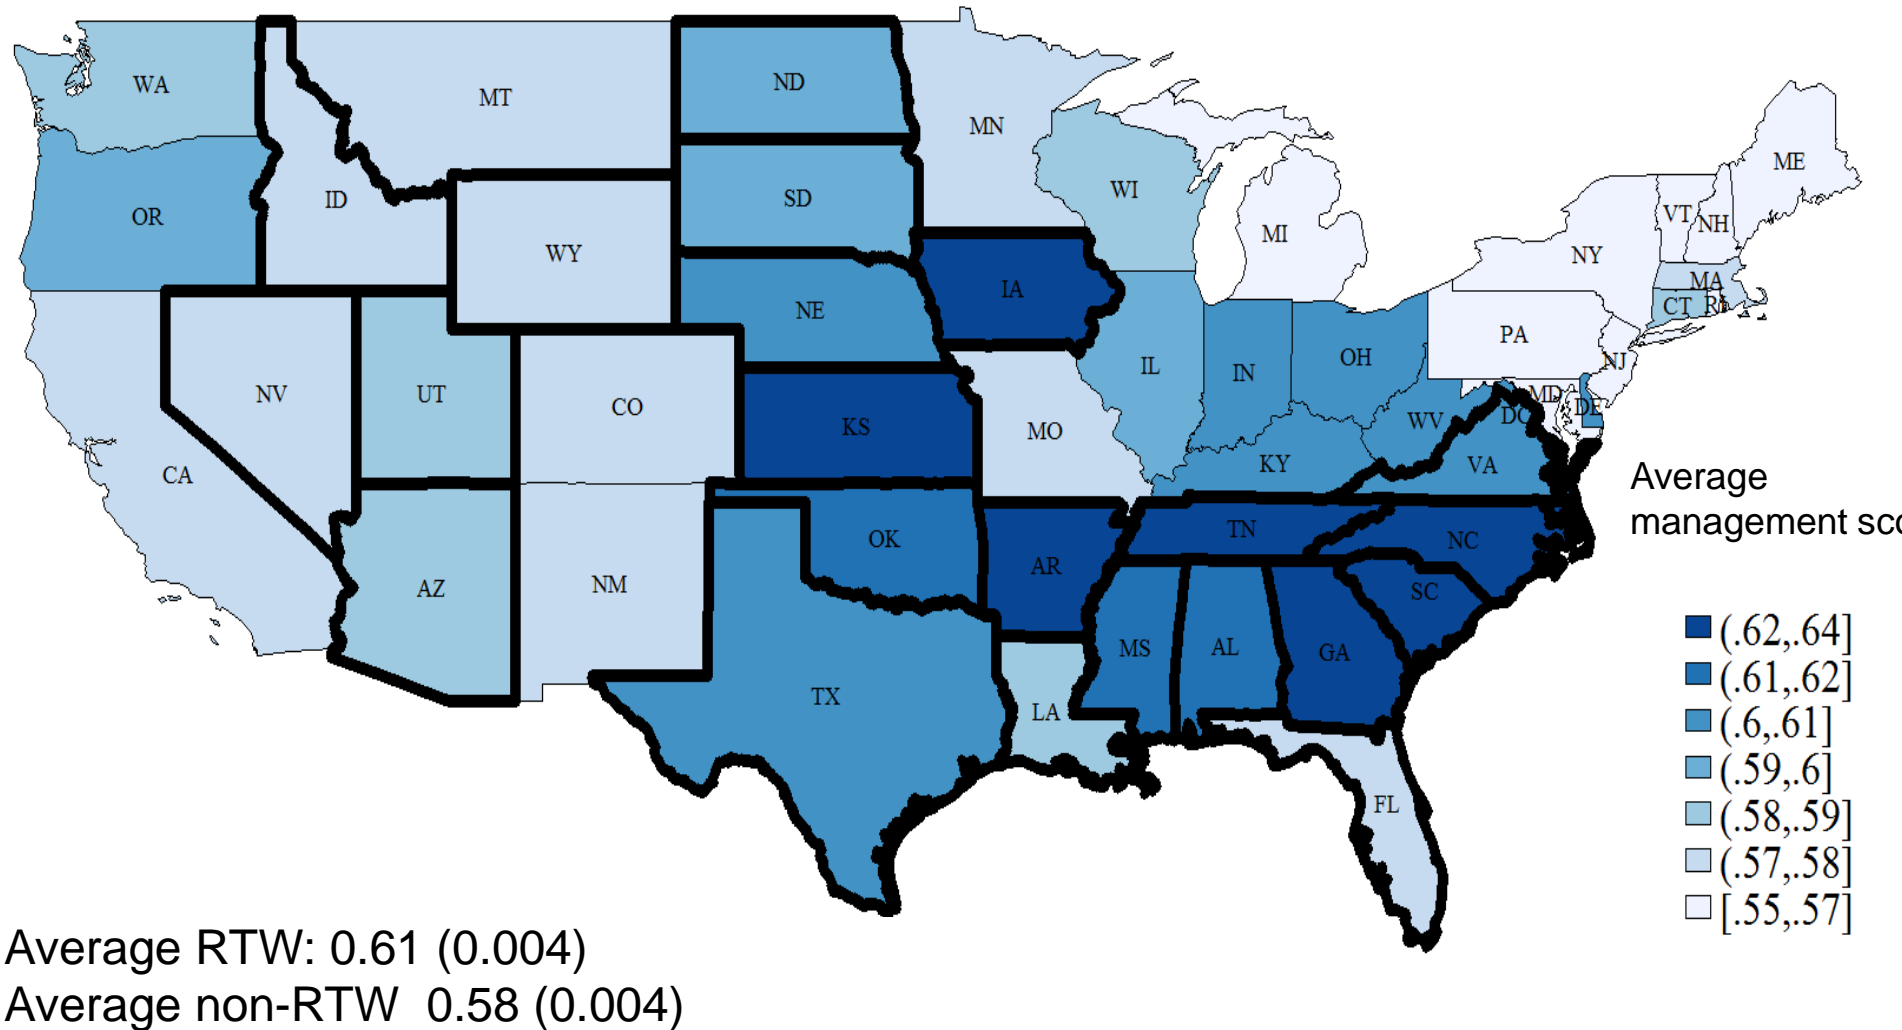 WA
MT
ND
MN
ME
ID
OR
SD
WI
VT
NH
MI
NY
WY
IA
MA
NE
CT RI
PA
OH
IL
IN
NJ
NV
UT
CO
MD
DE
DC
KS
WV
MO
KY
VA
CA
Average
management sco
TN
OK
NC
AR
AZ
NM
SC
MS
AL
GA
TX
LA
FL
(.62,.64]
(.61,.62]
(.6,.61]
(.59,.6]
(.58,.59]
(.57,.58]
[.55,.57]
Average RTW: 0.61 (0.004)
Average non-RTW 0.58 (0.004)